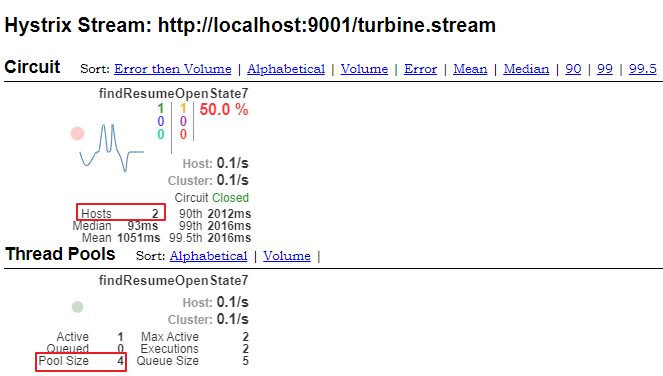 Hystrix Stream: http://localhost:9001/turbine.stream
Circuit Sort: Error then Volume | Alphabetical | Volume | Error | Mean | Median | 90 | 99 | 99.5
findResumeOpenState7
1 1 50.0 %
0 0
0 0
Host: 0.1/s
Cluster: 0.1/s
Circuit Closed
Hosts 2 90th 2012ms
Median 93ms 99th 2016ms
Mean 1051ms 99.5th 2016ms
Thread Pools Sort: Alphabetical | Volume |
findResumeOpenState7
Host: 0.1/s
Cluster: 0.1/s
Active 1 Max Active 2
Queued 0 Executions 2
Pool Size 4 Queue Size 5